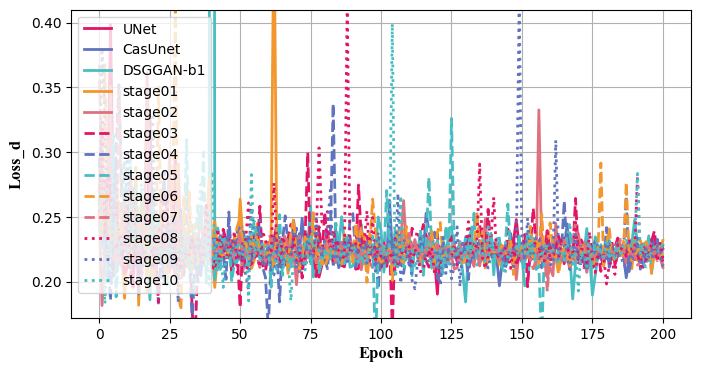 0.40
0.35
0.30
0.25
0.20
Loss_d
UNet
CasUnet
DSGGAN-b1
stage01
stage02
stage03
stage04
stage05
stage06
stage07
stage08
stage09
stage10
0 25 50 75 100 125 150 175 200
Epoch